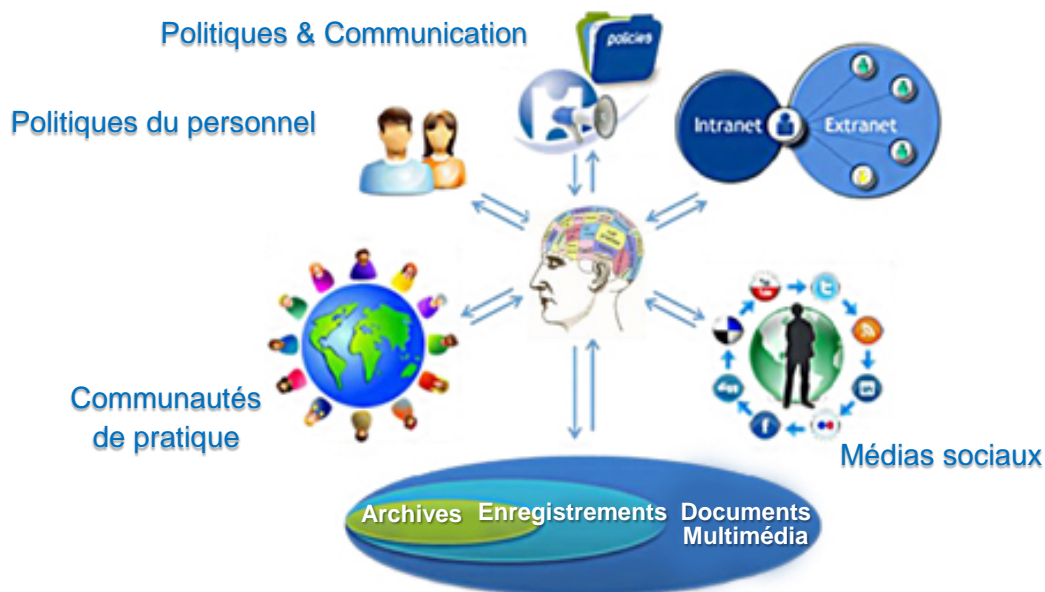 Politiques & Communication
policies
Politiques du personnel
Intranet
Extranet
Communautés
de pratique
Médias sociaux
Archives
Enregistrements
Documents
Multimédia